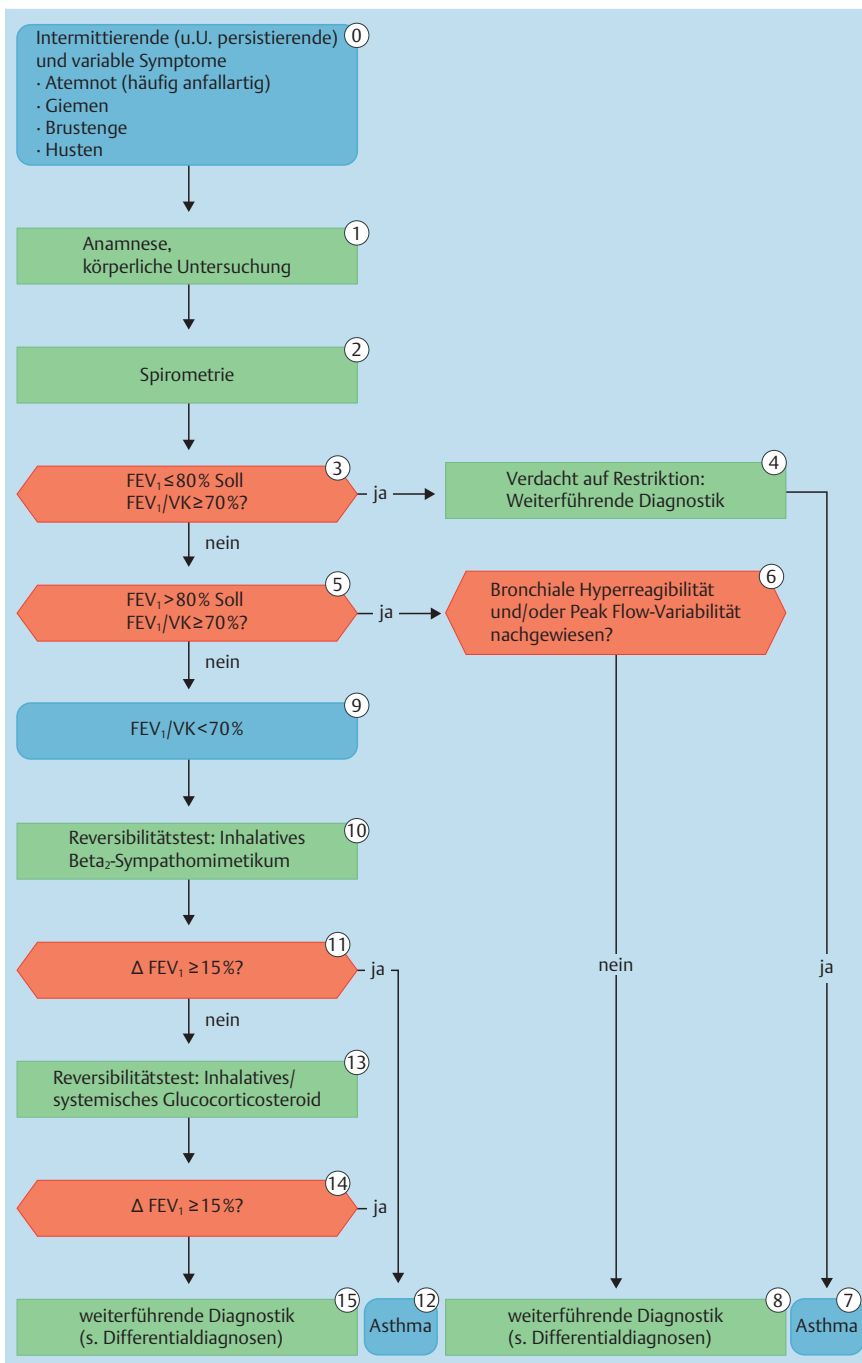 0
Intermittierende (u.U. persistierende)
und variable Symptome
· Atemnot (häufig anfallartig)
· Giemen
· Brustenge
· Husten
1
Anamnese,
körperliche Untersuchung
2
Spirometrie
3
FEV₁≤80% Soll
FEV₁/VK≥70%?
ja
4
Verdacht auf Restriktion:
Weiterführende Diagnostik
nein
5
FEV₁>80% Soll
FEV₁/VK≥70%?
ja
6
Bronchiale Hyperreagibilität
und/oder Peak Flow-Variabilität
nachgewiesen?
nein
9
FEV₁/VK<70%
10
Reversibilitätstest: Inhalatives
Beta₂-Sympathomimetikum
11
Δ FEV₁ ≥15%?
ja
nein
ja
nein
13
Reversibilitätstest: Inhalatives/
systemisches Glucocorticosteroid
14
Δ FEV₁ ≥15%?
ja
15
weiterführende Diagnostik
(s. Differentialdiagnosen)
12
Asthma
8
weiterführende Diagnostik
(s. Differentialdiagnosen)
7
Asthma